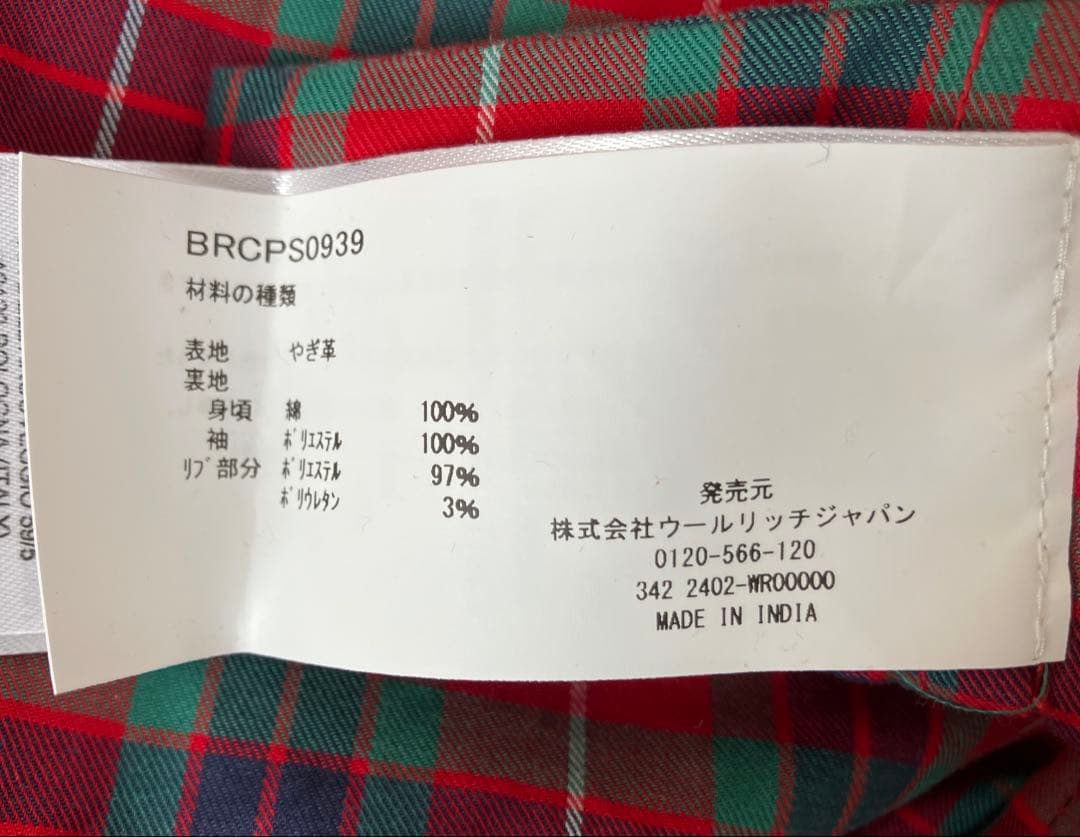 BRCPS0939
材料の種類
表地 やぎ革
裏地
身頃 綿 100%
袖 ﾎﾟﾘｴｽﾃﾙ 100%
ﾘﾌﾞ部分 ﾎﾟﾘｴｽﾃﾙ 97%
ﾎﾟﾘｳﾚﾀﾝ 3%
発売元
株式会社ウールリッチジャパン
0120-566-120
342 2402-WR00000
MADE IN INDIA